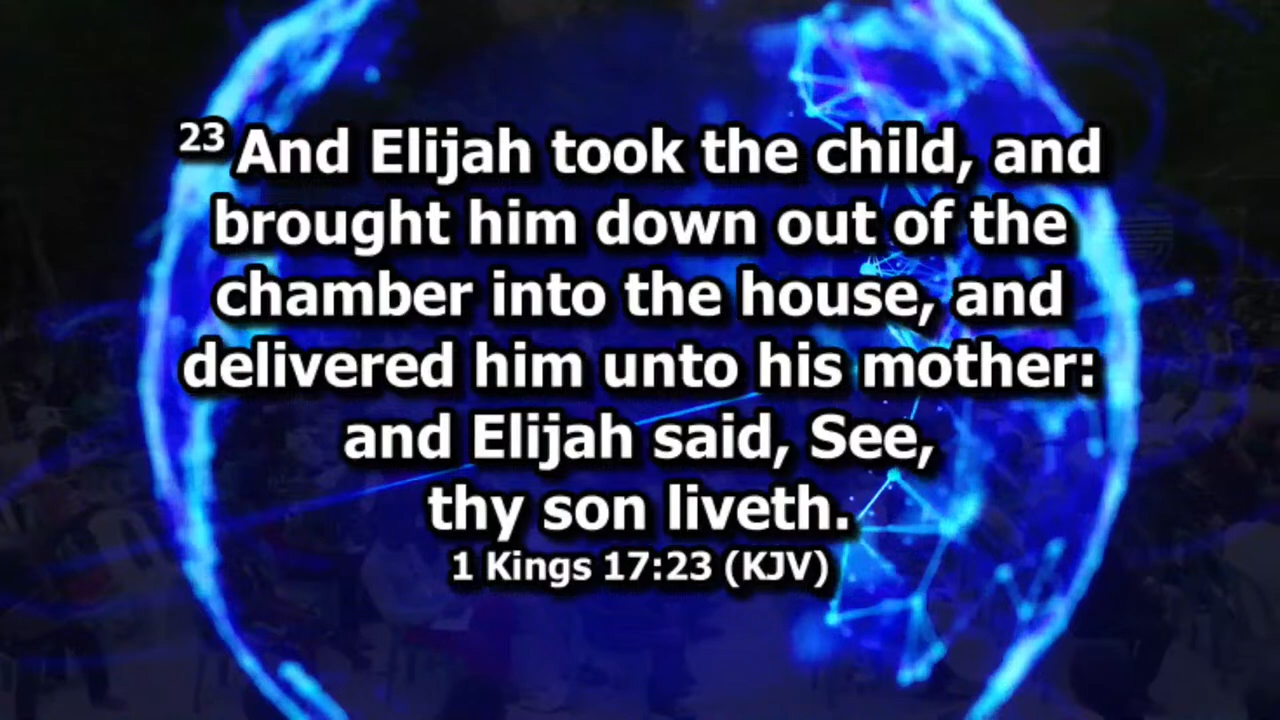 23 And Elijah took the child, and
brought him down out of the
chamber into the house, and
delivered him unto his mother:
and Elijah said, See,
thy son liveth.
1 Kings 17:23 (KJV)